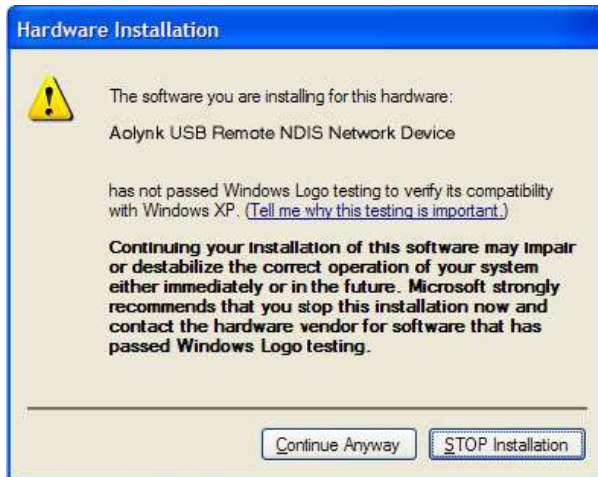 Hardware Installation
The software you are installing for this hardware:
Aolynk USB Remote NDIS Network Device
has not passed Windows Logo testing to verify its compatibility
with Windows XP. (Tell me why this testing is important.)
Continuing your installation of this software may impair
or destabilize the correct operation of your system
either immediately or in the future. Microsoft strongly
recommends that you stop this installation now and
contact the hardware vendor for software that has
passed Windows Logo testing.
Continue Anyway
STOP Installation